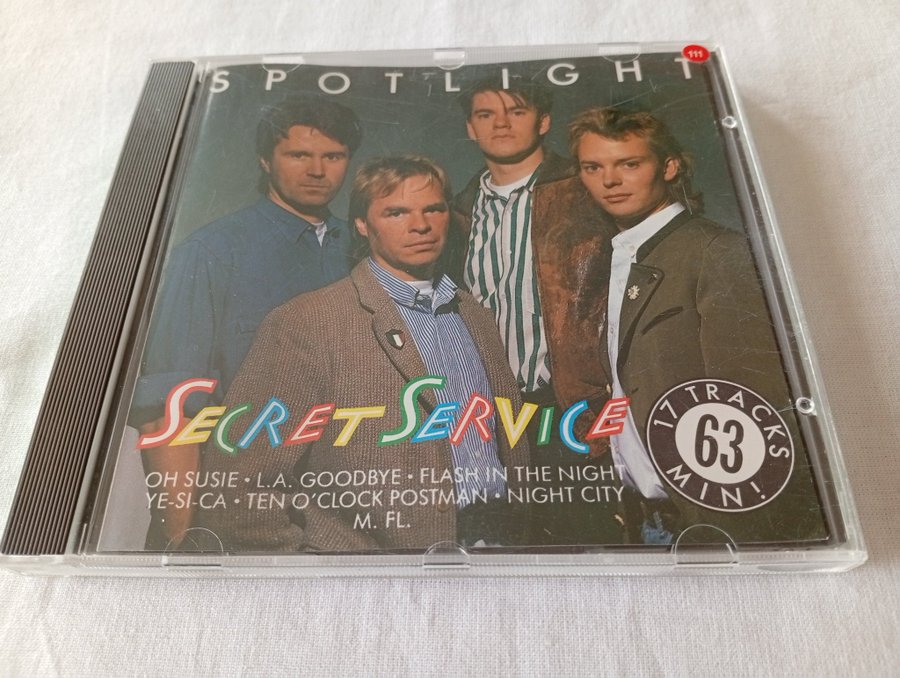 SPOTLIGHT
111
SECRET SERVICE
OH SUSIE · L.A. GOODBYE · FLASH IN THE NIGHT
YE-SI-CA · TEN O'CLOCK POSTMAN · NIGHT CITY
M. FL.
17 TRACKS
63
MIN!